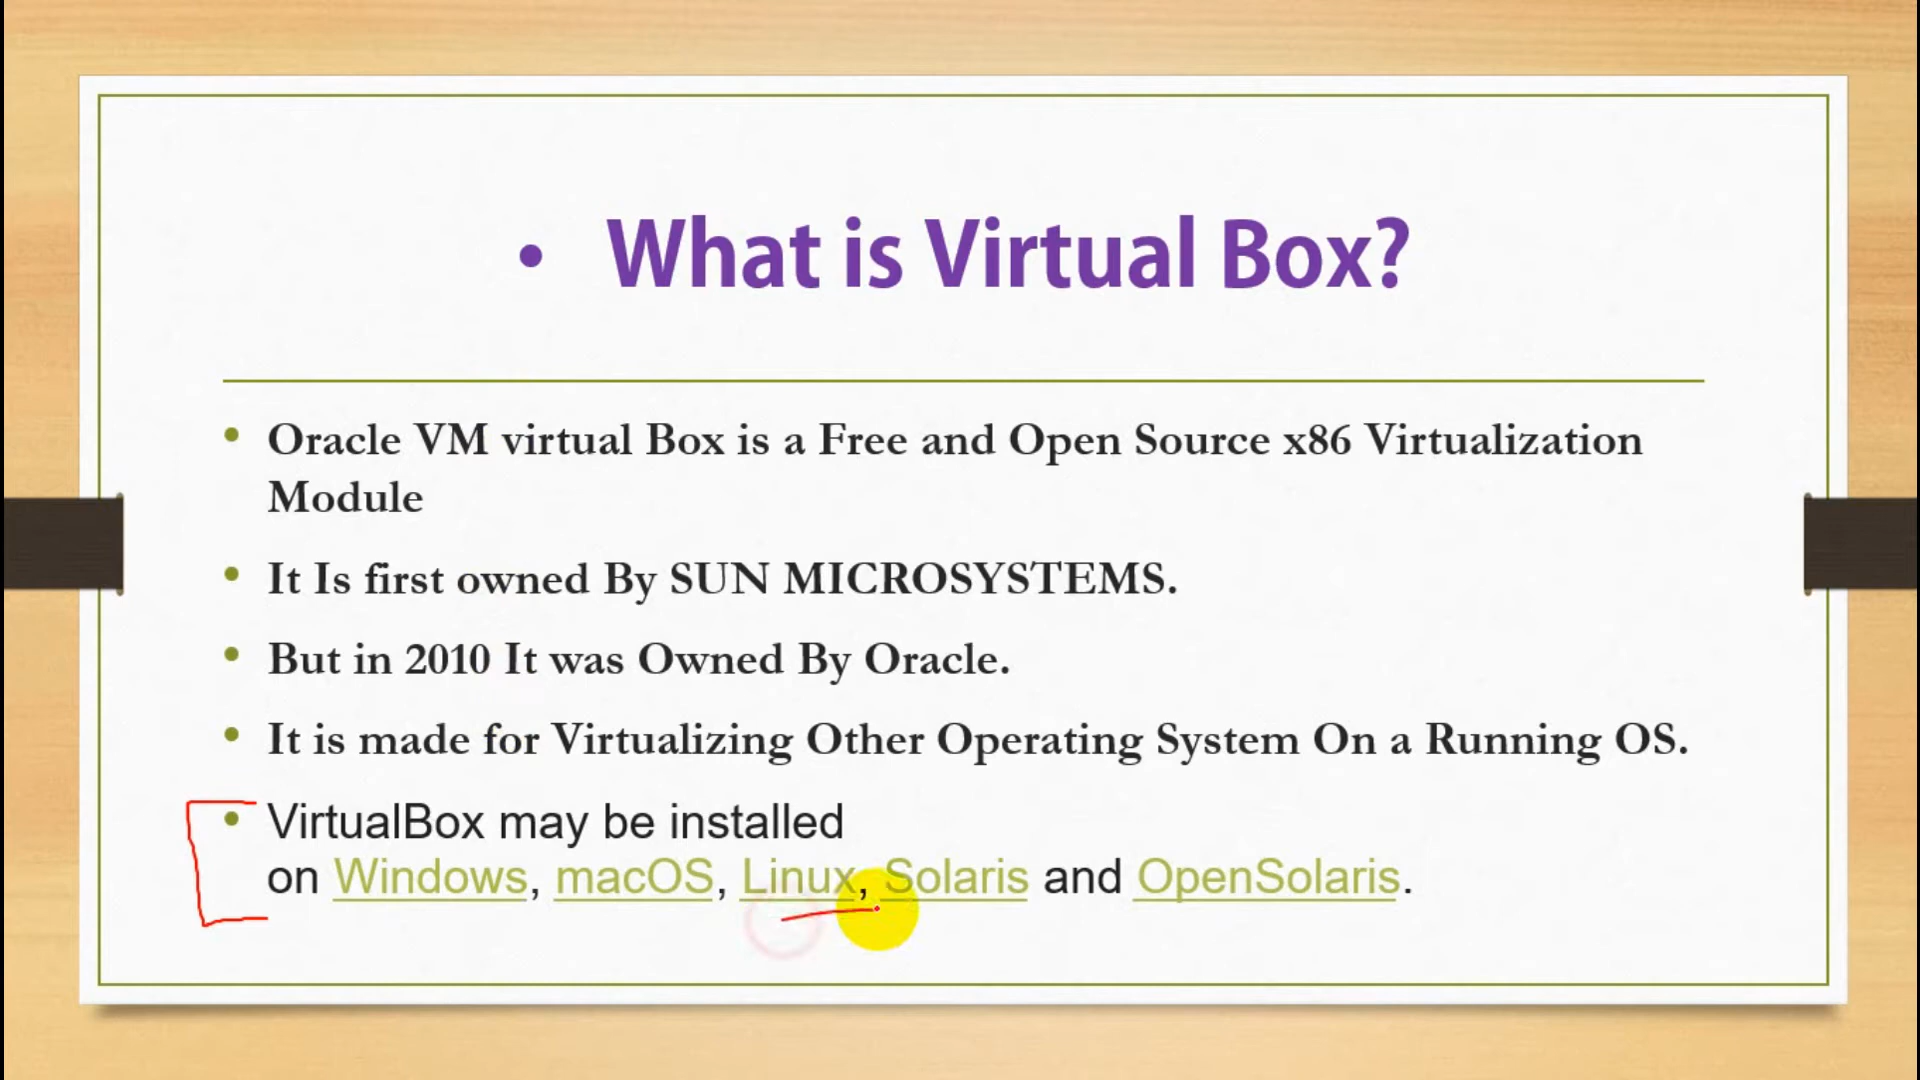 • What is Virtual Box?
• Oracle VM virtual Box is a Free and Open Source x86 Virtualization
Module
• It Is first owned By SUN MICROSYSTEMS.
• But in 2010 It was Owned By Oracle.
• It is made for Virtualizing Other Operating System On a Running OS.
• VirtualBox may be installed
on Windows, macOS, Linux, Solaris and OpenSolaris.